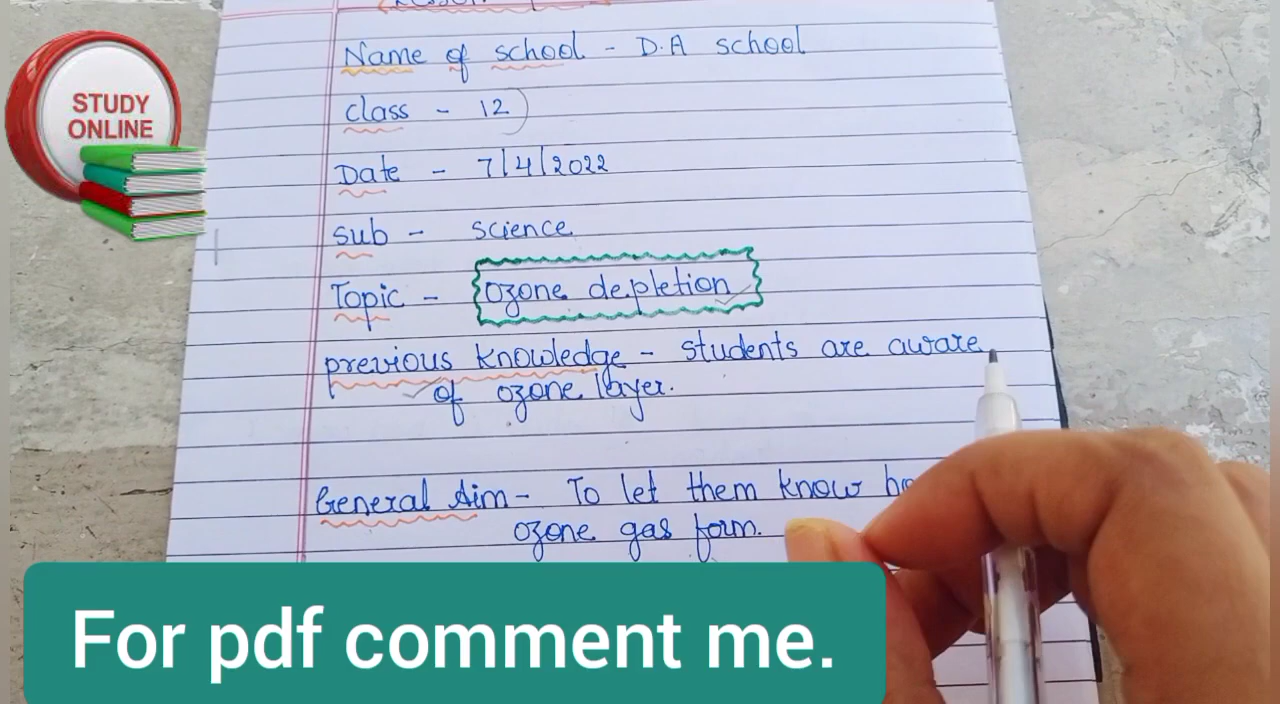 Name of school - D.A school
class - 12
Date - 7/4/2022
sub - science
Topic - ozone depletion
previous knowledge - students are aware
of ozone layer.
General Aim - To let them know
ozone gas form.
STUDY
ONLINE
For pdf comment me.